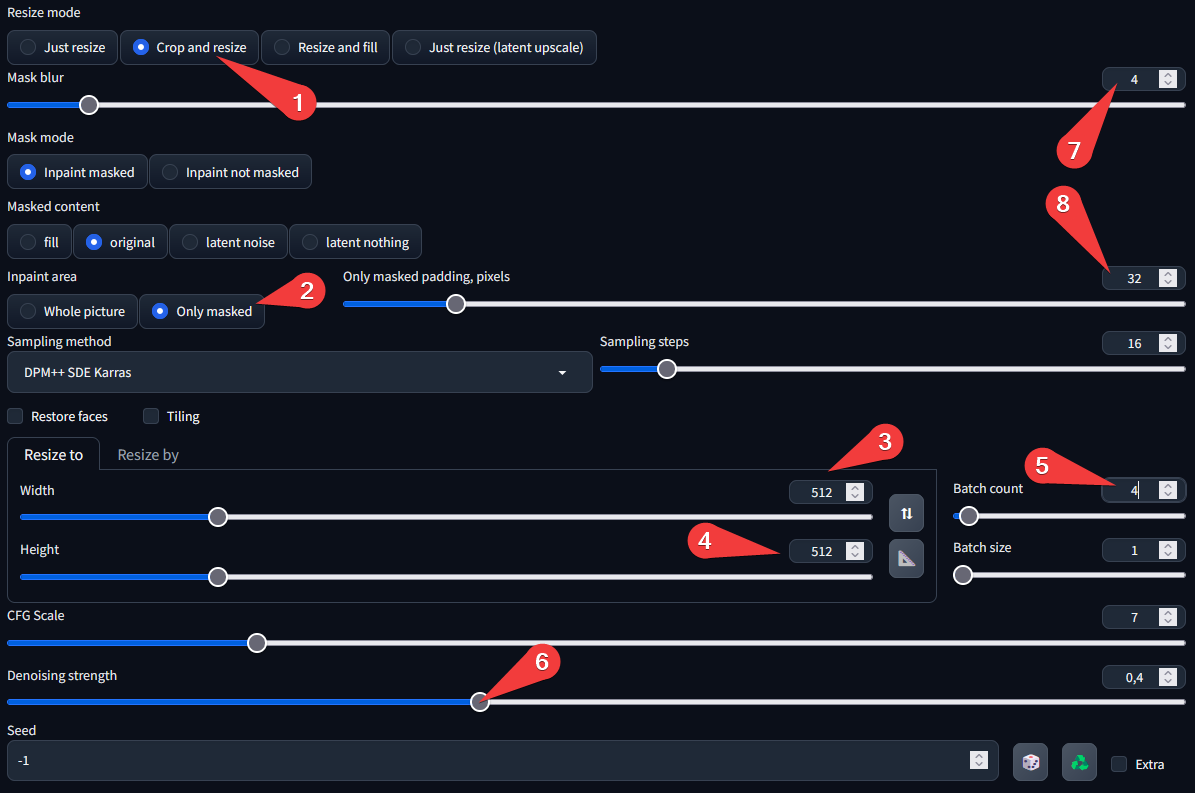 Resize mode
Just resize
Crop and resize
Resize and fill
Just resize (latent upscale)
1
Mask blur
4
7
Mask mode
Inpaint masked
Inpaint not masked
8
Masked content
fill
original
latent noise
latent nothing
Inpaint area
2
Only masked padding, pixels
32
Whole picture
Only masked
Sampling method
Sampling steps
16
DPM++ SDE Karras
Restore faces
Tiling
3
Resize to
Resize by
5
Width
512
Batch count
4
Height
4
512
Batch size
1
CFG Scale
7
6
Denoising strength
0,4
Seed
-1
Extra